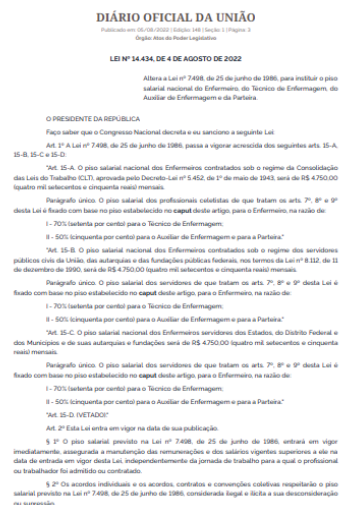 DIÁRIO OFICIAL DA UNIÃO
Publicado em: 05/08/2022 | Edição: 148 | Seção: 1 | Página: 3
Órgão: Atos do Poder Legislativo
LEI Nº 14.434, DE 4 DE AGOSTO DE 2022
Altera a Lei nº 7.498, de 25 de junho de 1986, para instituir o piso
salarial nacional do Enfermeiro, do Técnico de Enfermagem, do
Auxiliar de Enfermagem e da Parteira.
O PRESIDENTE DA REPÚBLICA
Faço saber que o Congresso Nacional decreta e eu sanciono a seguinte Lei:
Art. 1º A Lei nº 7.498, de 25 de junho de 1986, passa a vigorar acrescida dos seguintes arts. 15-A,
15-B, 15-C e 15-D:
"Art. 15-A. O piso salarial nacional dos Enfermeiros contratados sob o regime da Consolidação
das Leis do Trabalho (CLT), aprovada pelo Decreto-Lei nº 5.452, de 1º de maio de 1943, será de R$ 4.750,00
(quatro mil setecentos e cinquenta reais) mensais.
Parágrafo único. O piso salarial dos profissionais celetistas de que tratam os arts. 7º, 8º e 9º
desta Lei é fixado com base no piso estabelecido no caput deste artigo, para o Enfermeiro, na razão de:
I - 70% (setenta por cento) para o Técnico de Enfermagem;
II - 50% (cinquenta por cento) para o Auxiliar de Enfermagem e para a Parteira."
"Art. 15-B. O piso salarial nacional dos Enfermeiros contratados sob o regime dos servidores
públicos civis da União, das autarquias e das fundações públicas federais, nos termos da Lei nº 8.112, de 11
de dezembro de 1990, será de R$ 4.750,00 (quatro mil setecentos e cinquenta reais) mensais.
Parágrafo único. O piso salarial dos servidores de que tratam os arts. 7º, 8º e 9º desta Lei é
fixado com base no piso estabelecido no caput deste artigo, para o Enfermeiro, na razão de:
I - 70% (setenta por cento) para o Técnico de Enfermagem;
II - 50% (cinquenta por cento) para o Auxiliar de Enfermagem e para a Parteira."
"Art. 15-C. O piso salarial nacional dos Enfermeiros servidores dos Estados, do Distrito Federal e
dos Municípios e de suas autarquias e fundações será de R$ 4.750,00 (quatro mil setecentos e cinquenta
reais) mensais.
Parágrafo único. O piso salarial dos servidores de que tratam os arts. 7º, 8º e 9º desta Lei é
fixado com base no piso estabelecido no caput deste artigo, para o Enfermeiro, na razão de:
I - 70% (setenta por cento) para o Técnico de Enfermagem;
II - 50% (cinquenta por cento) para o Auxiliar de Enfermagem e para a Parteira."
"Art. 15-D. (VETADO)."
Art. 2º Esta Lei entra em vigor na data de sua publicação.
§ 1º O piso salarial previsto na Lei nº 7.498, de 25 de junho de 1986, entrará em vigor
imediatamente, assegurada a manutenção das remunerações e dos salários vigentes superiores a ele na
data de entrada em vigor desta Lei, independentemente da jornada de trabalho para a qual o profissional
ou trabalhador foi admitido ou contratado.
§ 2º Os acordos individuais e os acordos, contratos e convenções coletivas respeitarão o piso
salarial previsto na Lei nº 7.498, de 25 de junho de 1986, considerada ilegal e ilícita a sua desconsideração
ou supressão.